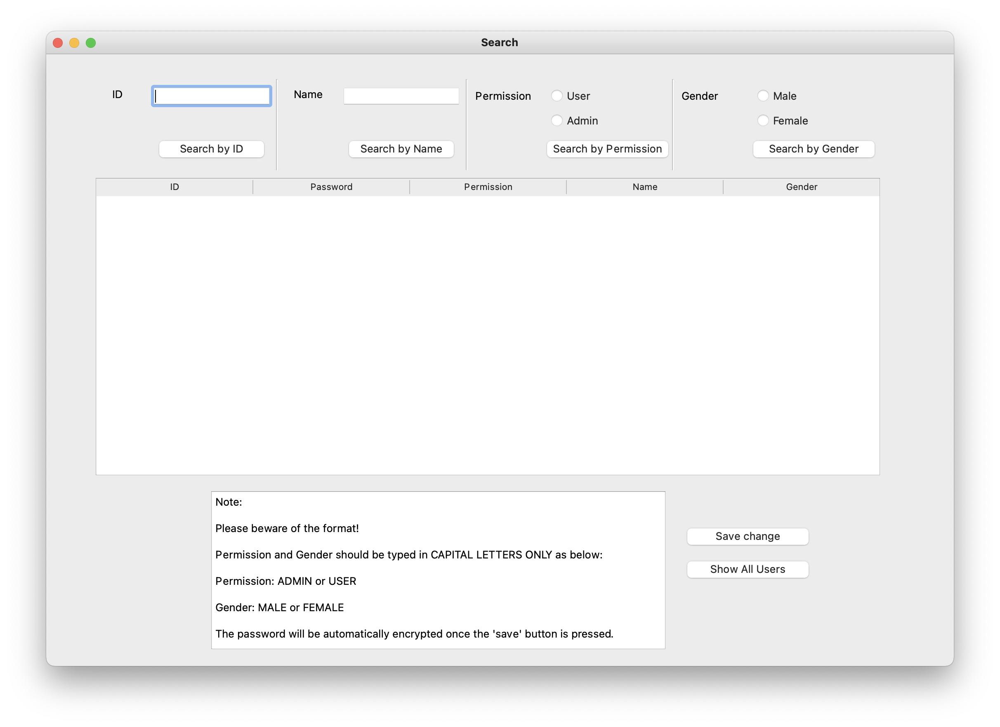 Search
ID
Name
Permission
User
Gender
Male
Admin
Female
Search by ID
Search by Name
Search by Permission
Search by Gender
ID Password Permission Name Gender
Note:
Please beware of the format!
Permission and Gender should be typed in CAPITAL LETTERS ONLY as below:
Permission: ADMIN or USER
Gender: MALE or FEMALE
The password will be automatically encrypted once the 'save' button is pressed.
Save change
Show All Users